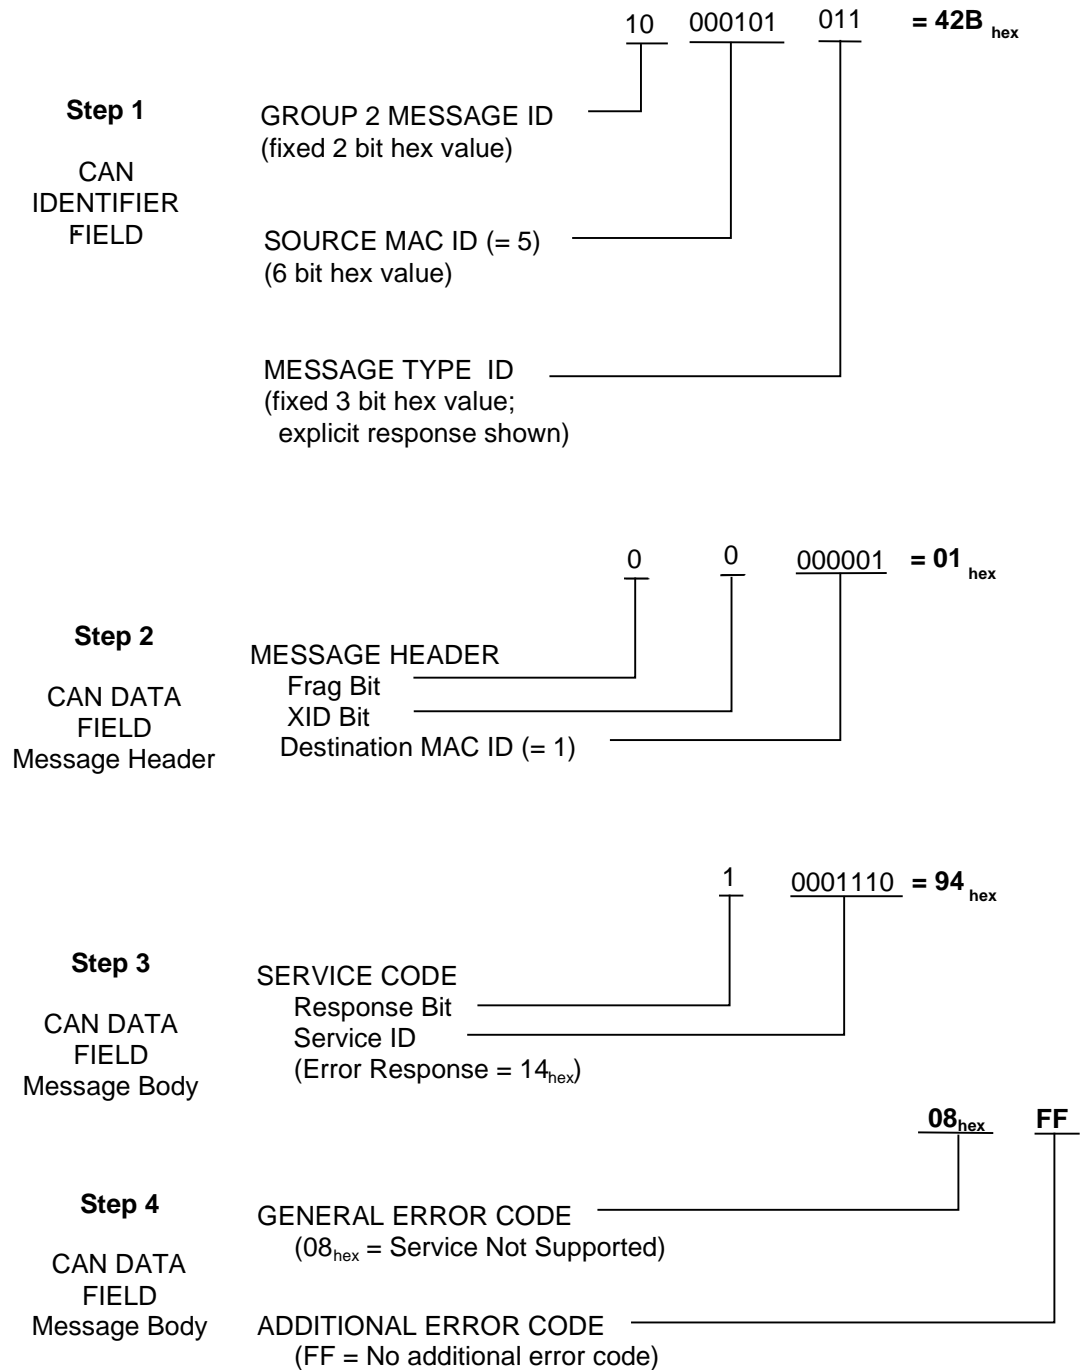 10 000101 011 = 42B hex
Step 1
CAN
IDENTIFIER
FIELD
GROUP 2 MESSAGE ID
(fixed 2 bit hex value)
SOURCE MAC ID (= 5)
(6 bit hex value)
MESSAGE TYPE ID
(fixed 3 bit hex value;
explicit response shown)
0 0 000001 = 01 hex
Step 2
CAN DATA
FIELD
Message Header
MESSAGE HEADER
Frag Bit
XID Bit
Destination MAC ID (= 1)
1 0001110 = 94 hex
Step 3
CAN DATA
FIELD
Message Body
SERVICE CODE
Response Bit
Service ID
(Error Response = 14hex)
08hex FF
Step 4
CAN DATA
FIELD
Message Body
GENERAL ERROR CODE
(08hex = Service Not Supported)
ADDITIONAL ERROR CODE
(FF = No additional error code)